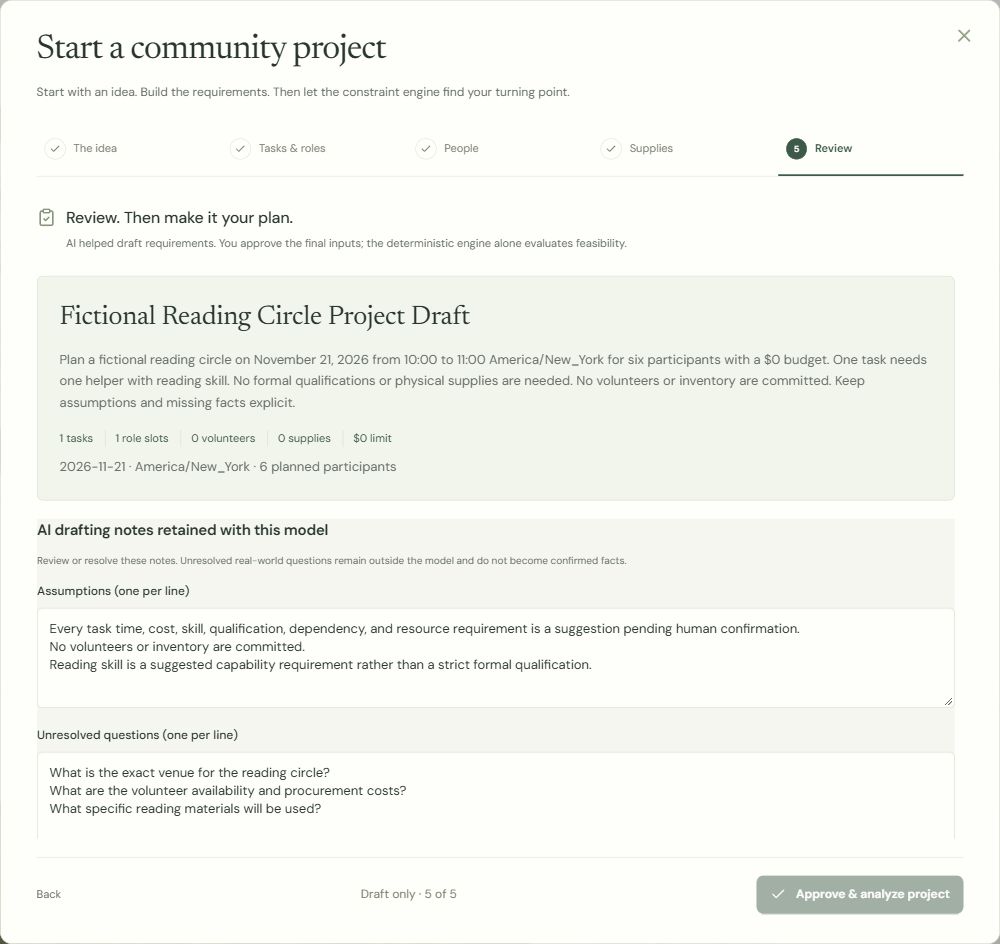 Start a community project
Start with an idea. Build the requirements. Then let the constraint engine find your turning point.
The idea
Tasks & roles
People
Supplies
5 Review
Review. Then make it your plan.
AI helped draft requirements. You approve the final inputs; the deterministic engine alone evaluates feasibility.
Fictional Reading Circle Project Draft
Plan a fictional reading circle on November 21, 2026 from 10:00 to 11:00 America/New_York for six participants with a $0 budget. One task needs
one helper with reading skill. No formal qualifications or physical supplies are needed. No volunteers or inventory are committed. Keep
assumptions and missing facts explicit.
1 tasks 1 role slots 0 volunteers 0 supplies $0 limit
2026-11-21 · America/New_York · 6 planned participants
AI drafting notes retained with this model
Review or resolve these notes. Unresolved real-world questions remain outside the model and do not become confirmed facts.
Assumptions (one per line)
Every task time, cost, skill, qualification, dependency, and resource requirement is a suggestion pending human confirmation.
No volunteers or inventory are committed.
Reading skill is a suggested capability requirement rather than a strict formal qualification.
Unresolved questions (one per line)
What is the exact venue for the reading circle?
What are the volunteer availability and procurement costs?
What specific reading materials will be used?
Back
Draft only · 5 of 5
Approve & analyze project